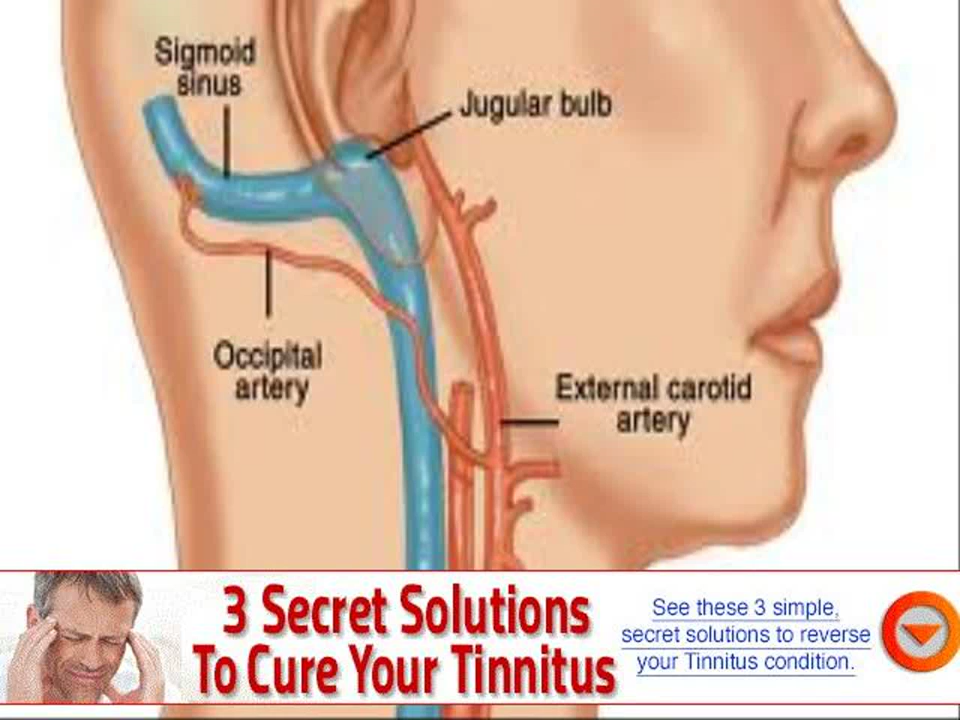 Sigmoid
sinus
Jugular bulb
Occipital
artery
External carotid
artery
3 Secret Solutions
To Cure Your Tinnitus
See these 3 simple,
secret solutions to reverse
your Tinnitus condition.